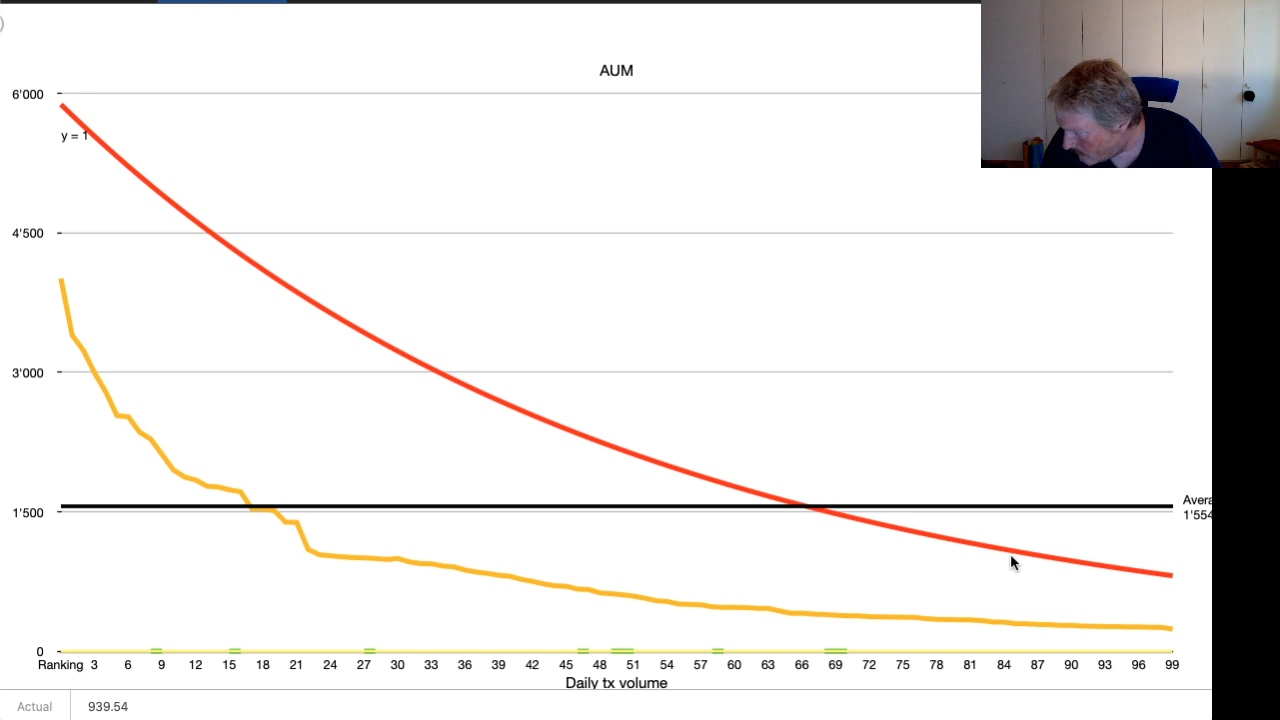 )
AUM
6'000
y = 1
4'500
3'000
1'500
Avera
1'554
0
Ranking 3 6 9 12 15 18 21 24 27 30 33 36 39 42 45 48 51 54 57 60 63 66 69 72 75 78 81 84 87 90 93 96 99
Daily tx volume
Actual 939.54